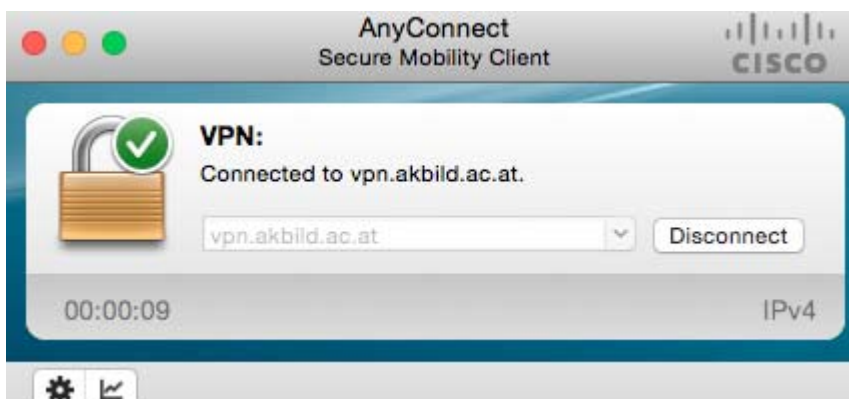 AnyConnect
Secure Mobility Client
CISCO
VPN:
Connected to vpn.akbild.ac.at.
vpn.akbild.ac.at
Disconnect
00:00:09
IPv4